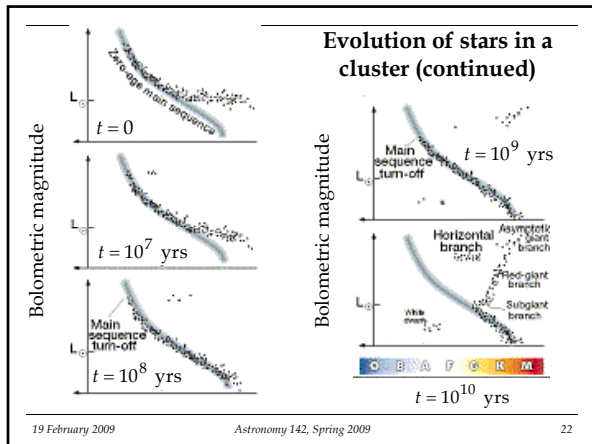 Evolution of stars in a
cluster (continued)
Bolometric magnitude
L⊙
Zero-age main sequence
t = 0
L⊙
t = 10^7 yrs
Bolometric magnitude
Main
sequence
turn-off
L⊙
t = 10^8 yrs
Bolometric magnitude
Main
sequence
turn-off
L⊙
t = 10^9 yrs
Horizontal
branch
Asymptotic
giant
branch
Red-giant
branch
Subgiant
branch
L⊙
White
dwarfs
O B A F G K M
t = 10^10 yrs
19 February 2009
Astronomy 142, Spring 2009
22